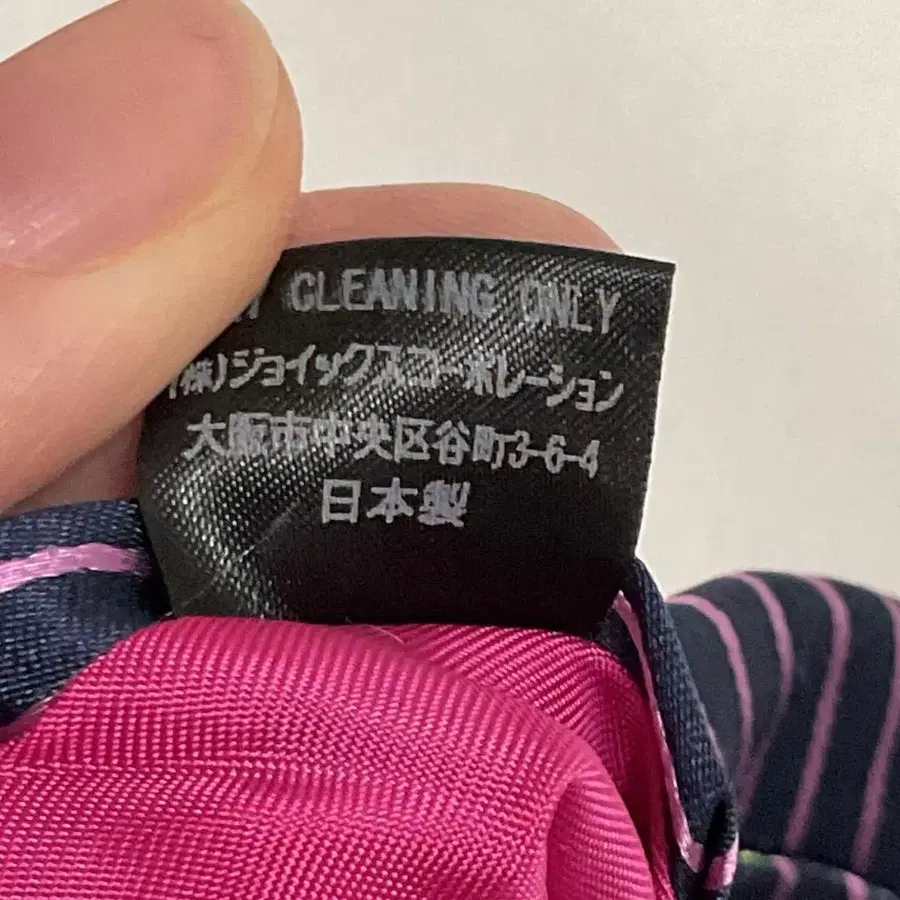 CLEANING ONLY
(株)ジョイックスコーポレーション
大阪市中央区谷町3-6-4
日本製